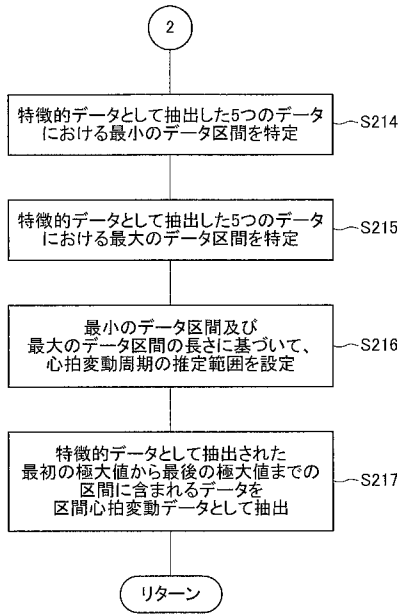 2
特徴的データとして抽出した5つのデータ
における最小のデータ区間を特定
S214
特徴的データとして抽出した5つのデータ
における最大のデータ区間を特定
S215
最小のデータ区間及び
最大のデータ区間の長さに基づいて、
心拍変動周期の推定範囲を設定
S216
特徴的データとして抽出された
最初の極大値から最後の極大値までの
区間に含まれるデータを
区間心拍変動データとして抽出
S217
リターン